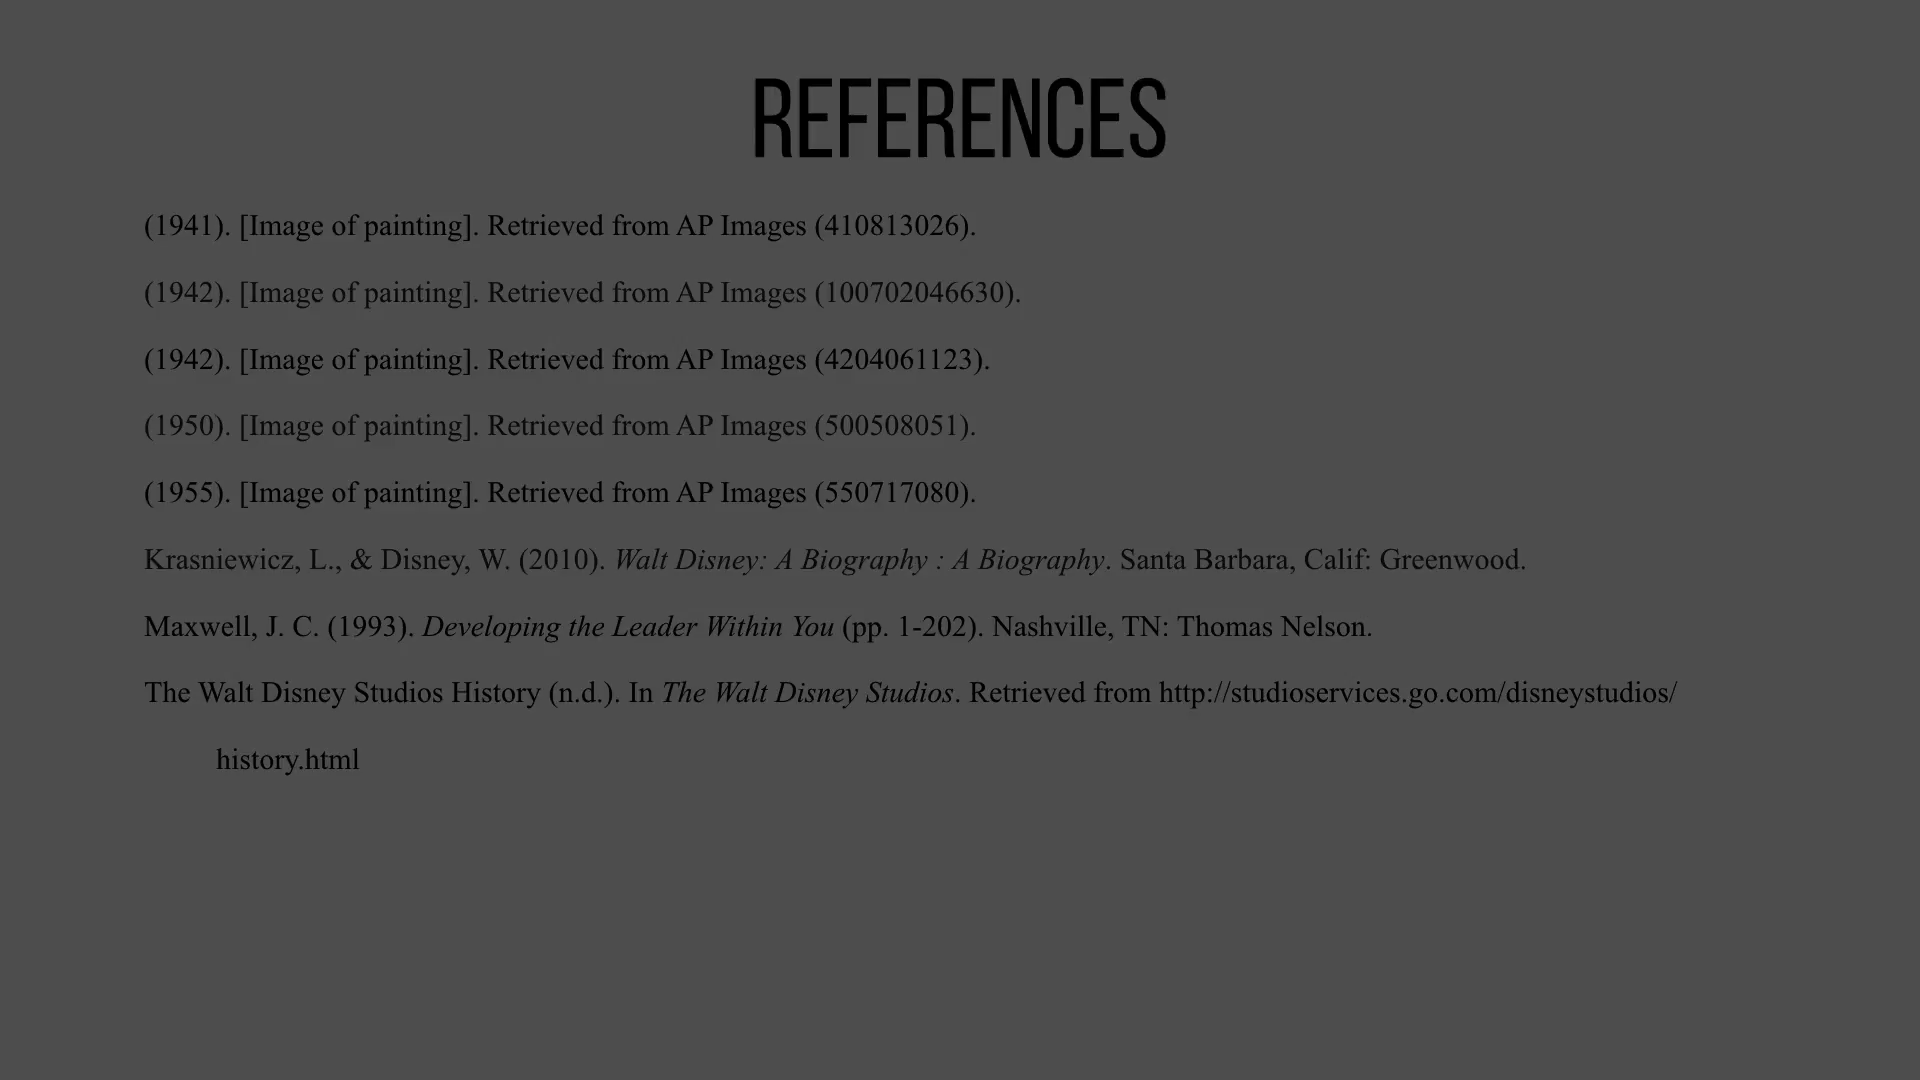 REFERENCES
(1941). [Image of painting]. Retrieved from AP Images (410813026).
(1942). [Image of painting]. Retrieved from AP Images (100702046630).
(1942). [Image of painting]. Retrieved from AP Images (4204061123).
(1950). [Image of painting]. Retrieved from AP Images (500508051).
(1955). [Image of painting]. Retrieved from AP Images (550717080).
Krasniewicz, L., & Disney, W. (2010). Walt Disney: A Biography : A Biography. Santa Barbara, Calif: Greenwood.
Maxwell, J. C. (1993). Developing the Leader Within You (pp. 1-202). Nashville, TN: Thomas Nelson.
The Walt Disney Studios History (n.d.). In The Walt Disney Studios. Retrieved from http://studioservices.go.com/disneystudios/
history.html